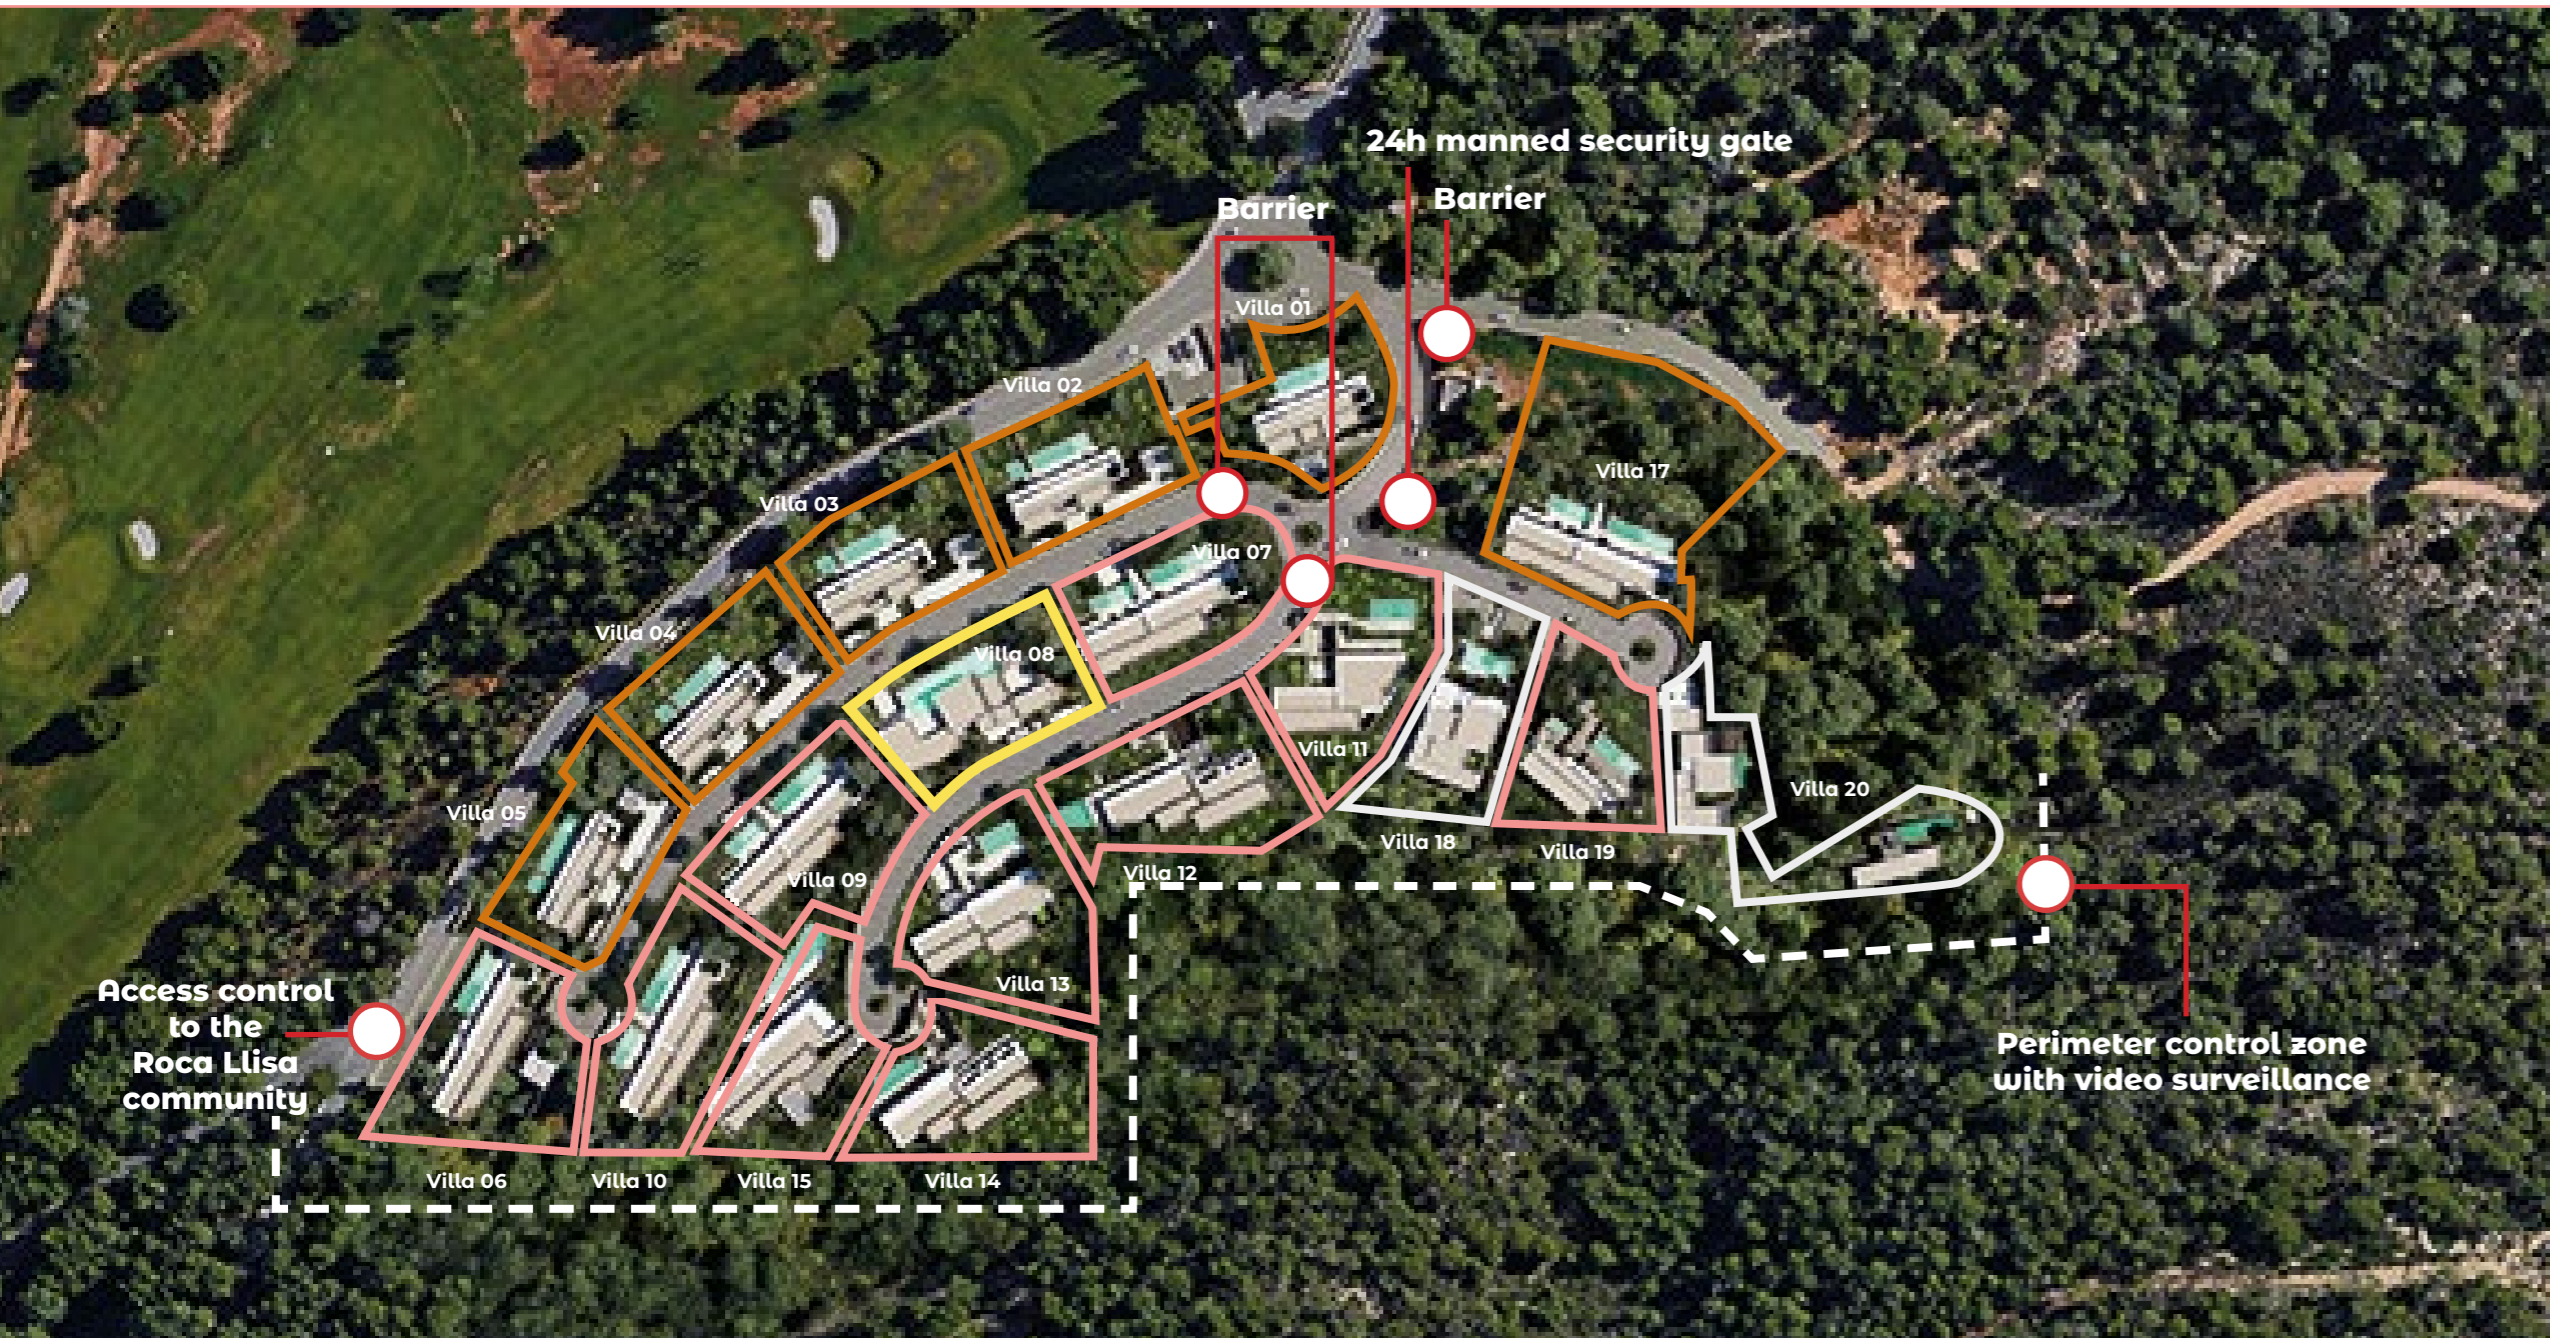 24h manned security gate
Barrier
Barrier
Villa 01
Villa 02
Villa 17
Villa 03
Villa 07
Villa 04
Villa 08
Villa 11
Villa 20
Villa 05
Villa 18
Villa 19
Villa 12
Villa 09
Villa 13
Access control
to the
Roca Llisa
community
Perimeter control zone
with video surveillance
Villa 06
Villa 10
Villa 15
Villa 14